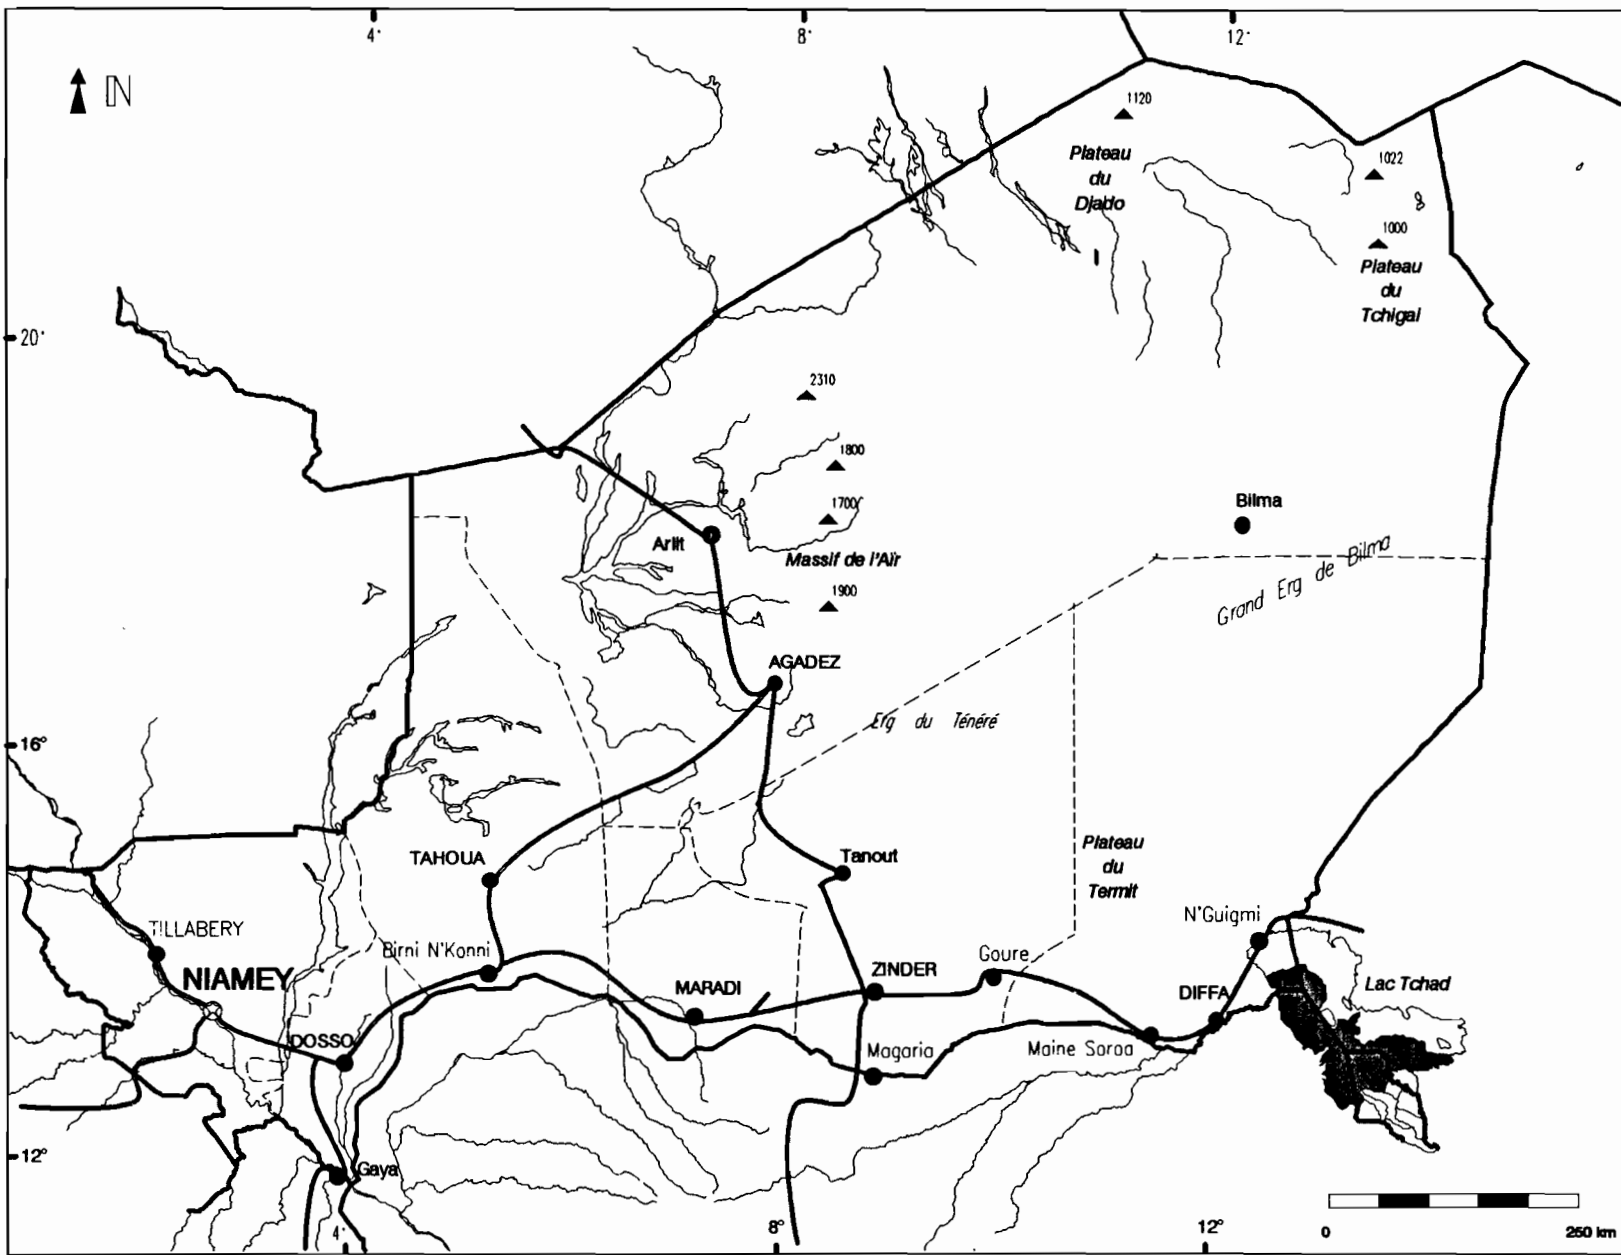 4°
8°
12°
N
1120
Plateau
du
Djado
1022
1000
Plateau
du
Tchigai
20°
2310
1800
1700
Bilma
Arlit
Massif de l'Aïr
Grand Erg de Bilma
1900
AGADEZ
Erg du Ténéré
16°
TAHOUA
Tanout
Plateau
du
Termit
N'Guigmi
TILLABERY
Birni N'Konni
NIAMEY
MARADI
ZINDER
Goure
DIFFA
Lac Tchad
DOSSO
Magaria
Maine Soroa
12°
Gaya
4°
8°
12°
0
250 km